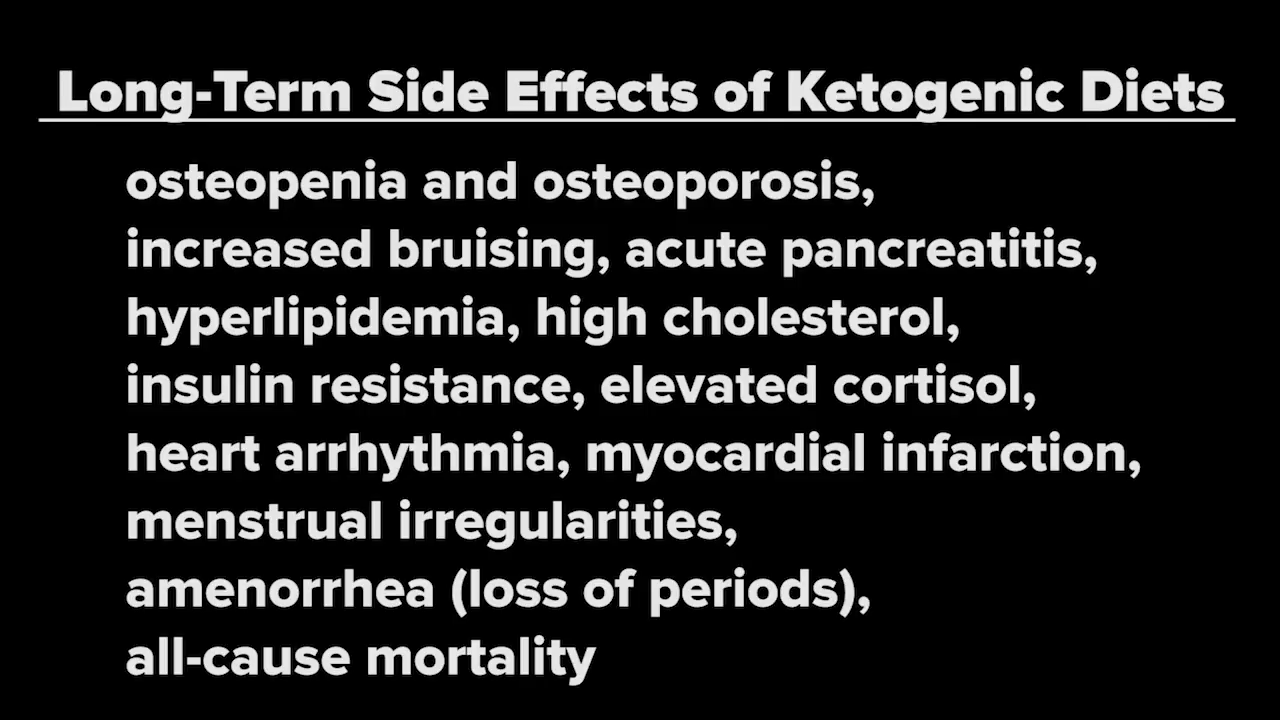 Long-Term Side Effects of Ketogenic Diets
osteopenia and osteoporosis,
increased bruising, acute pancreatitis,
hyperlipidemia, high cholesterol,
insulin resistance, elevated cortisol,
heart arrhythmia, myocardial infarction,
menstrual irregularities,
amenorrhea (loss of periods),
all-cause mortality